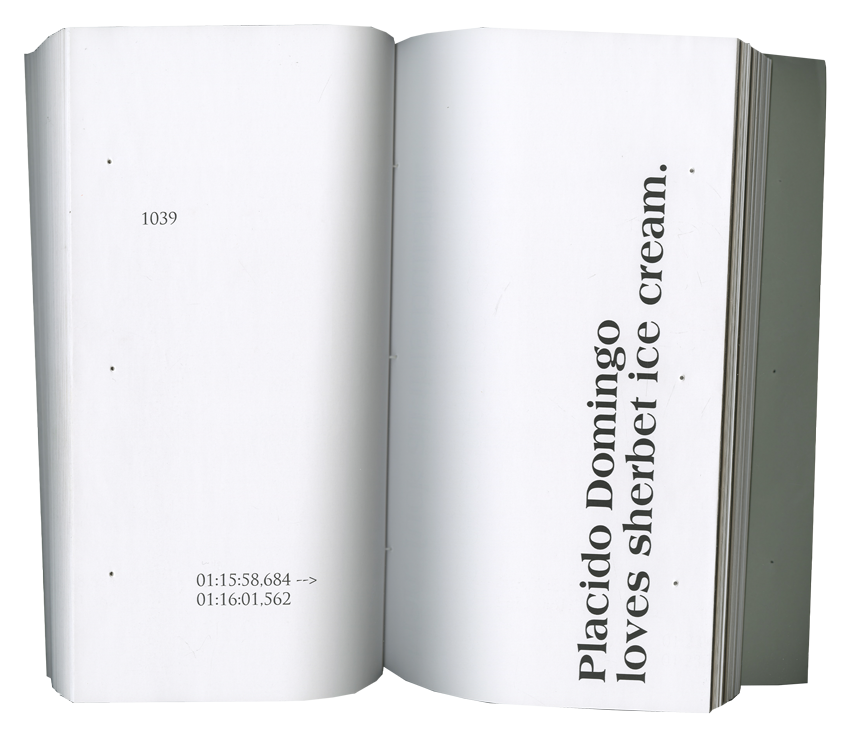 1039
01:15:58,684 -->
01:16:01,562
Placido Domingo
loves sherbet ice cream.